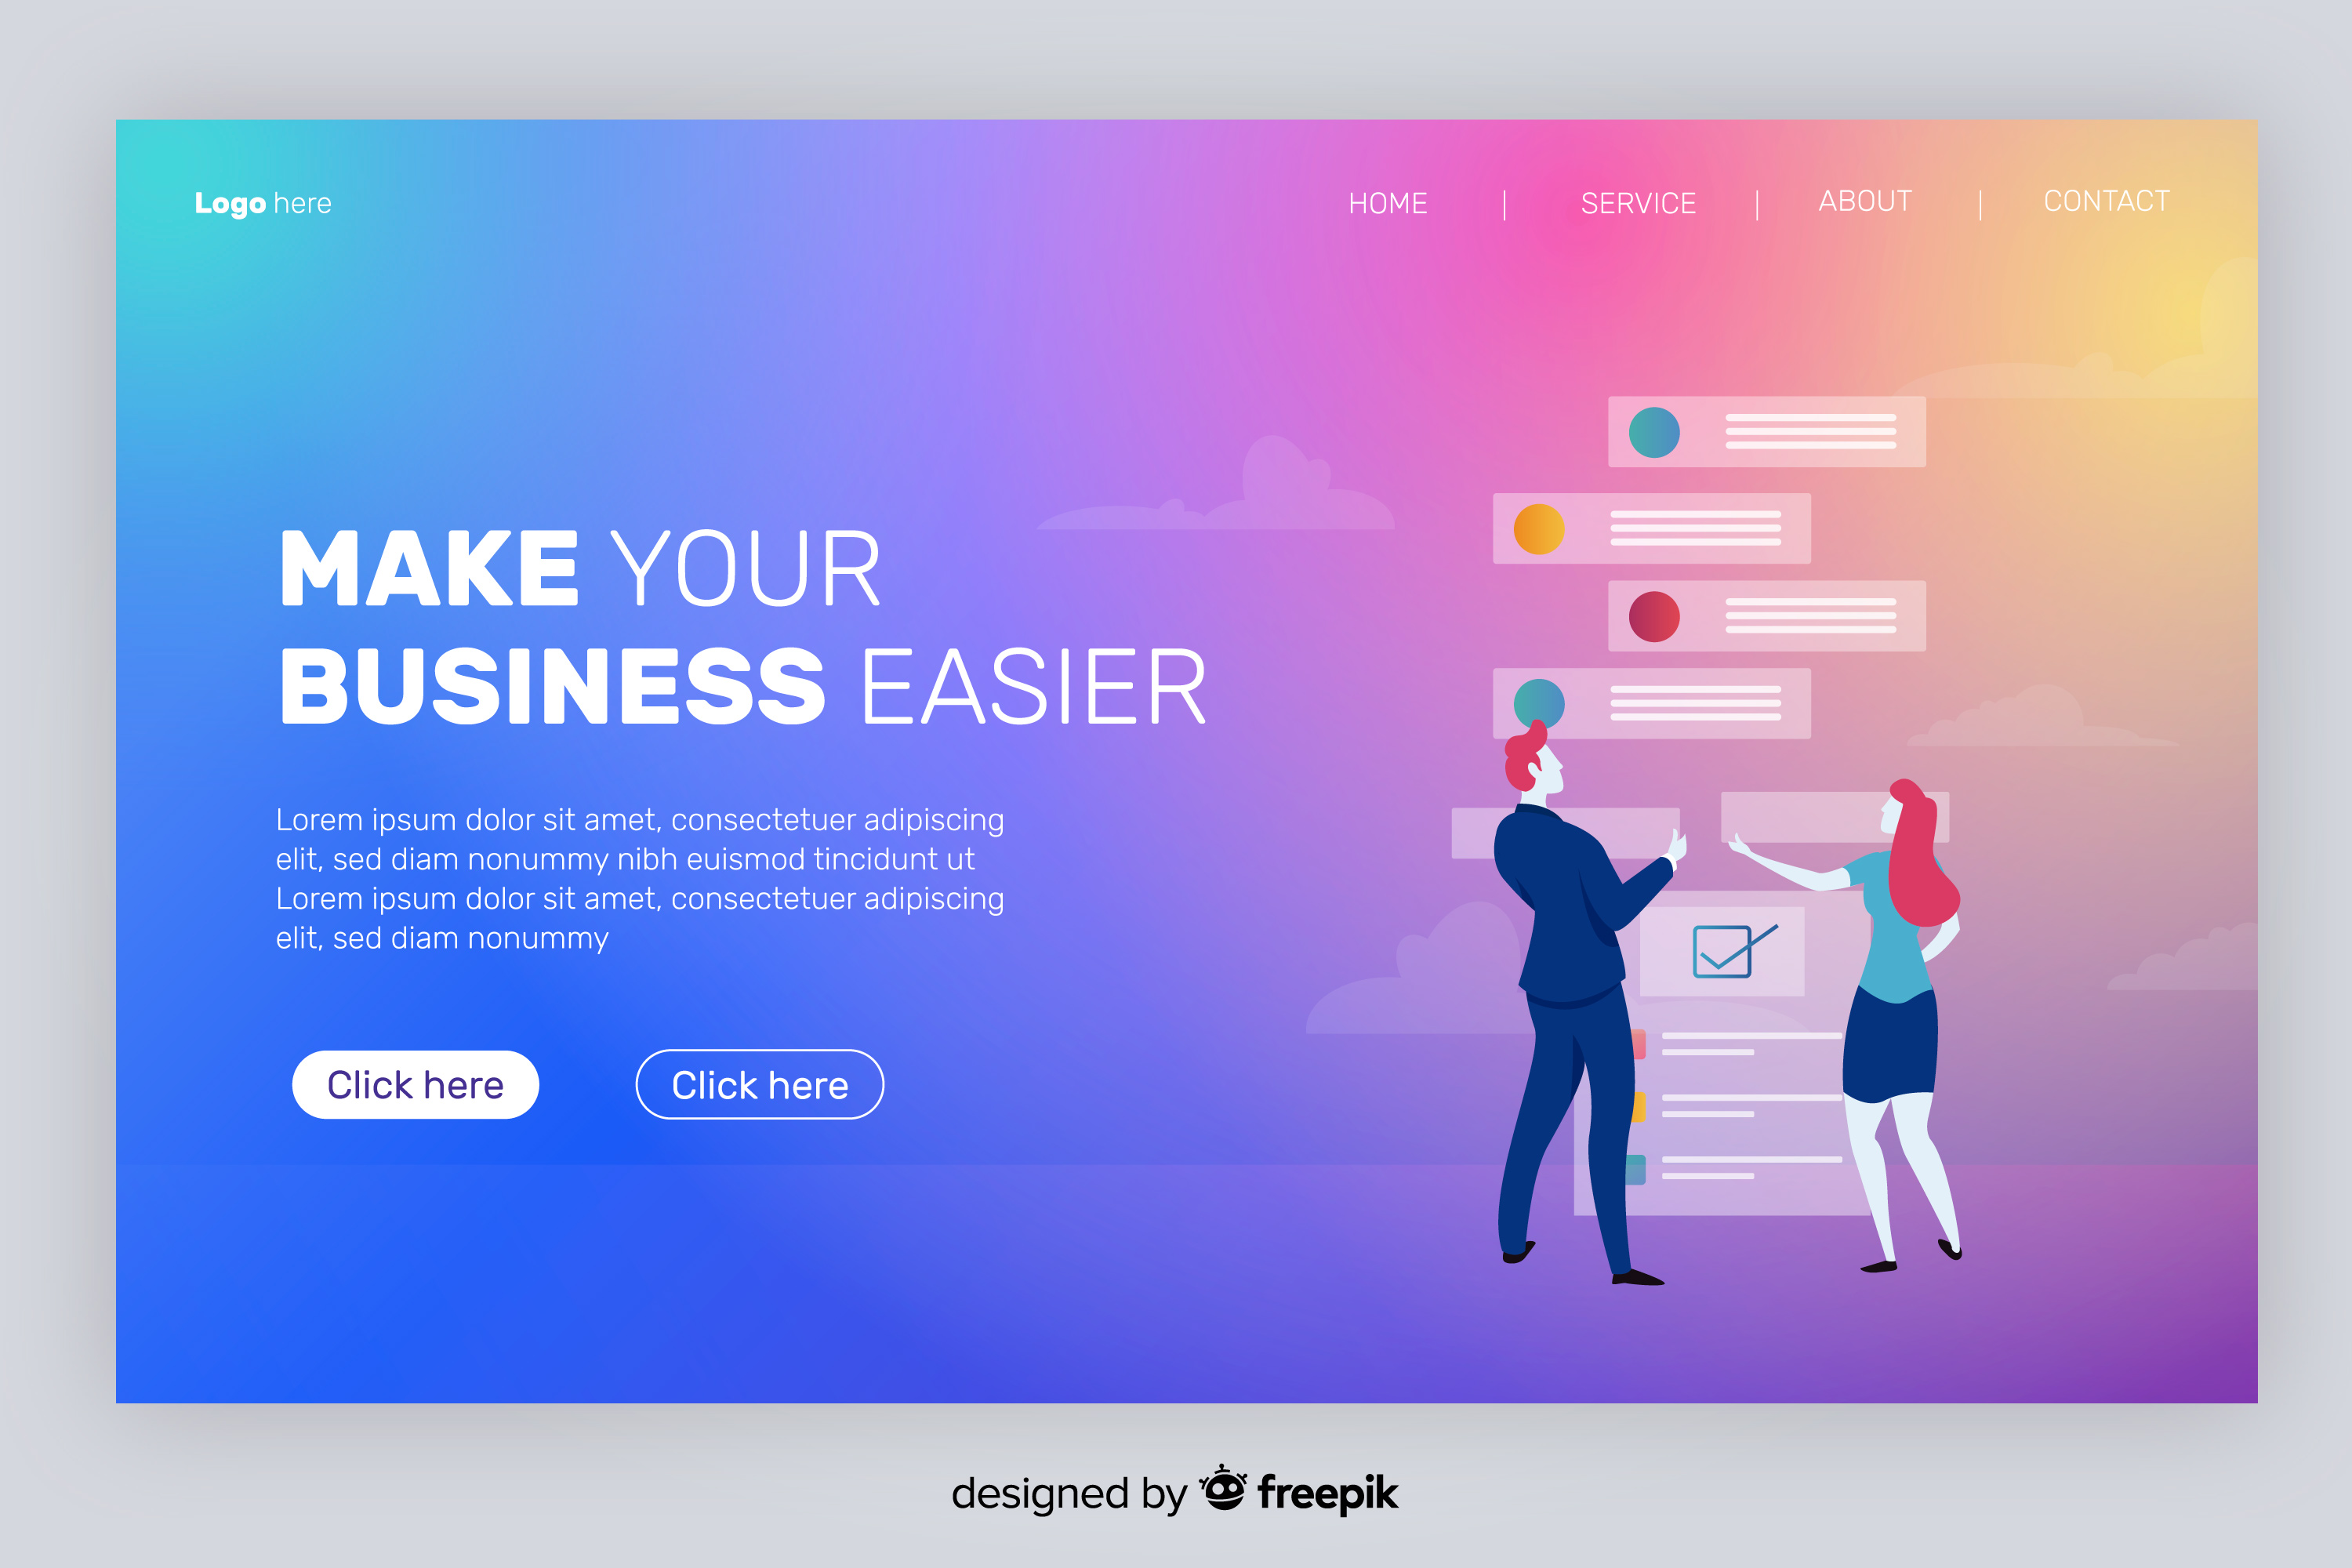 Logo here
HOME | SERVICE | ABOUT | CONTACT
MAKE YOUR
BUSINESS EASIER
Lorem ipsum dolor sit amet, consectetuer adipiscing
elit, sed diam nonummy nibh euismod tincidunt ut
Lorem ipsum dolor sit amet, consectetuer adipiscing
elit, sed diam nonummy
Click here
Click here
designed by freepik